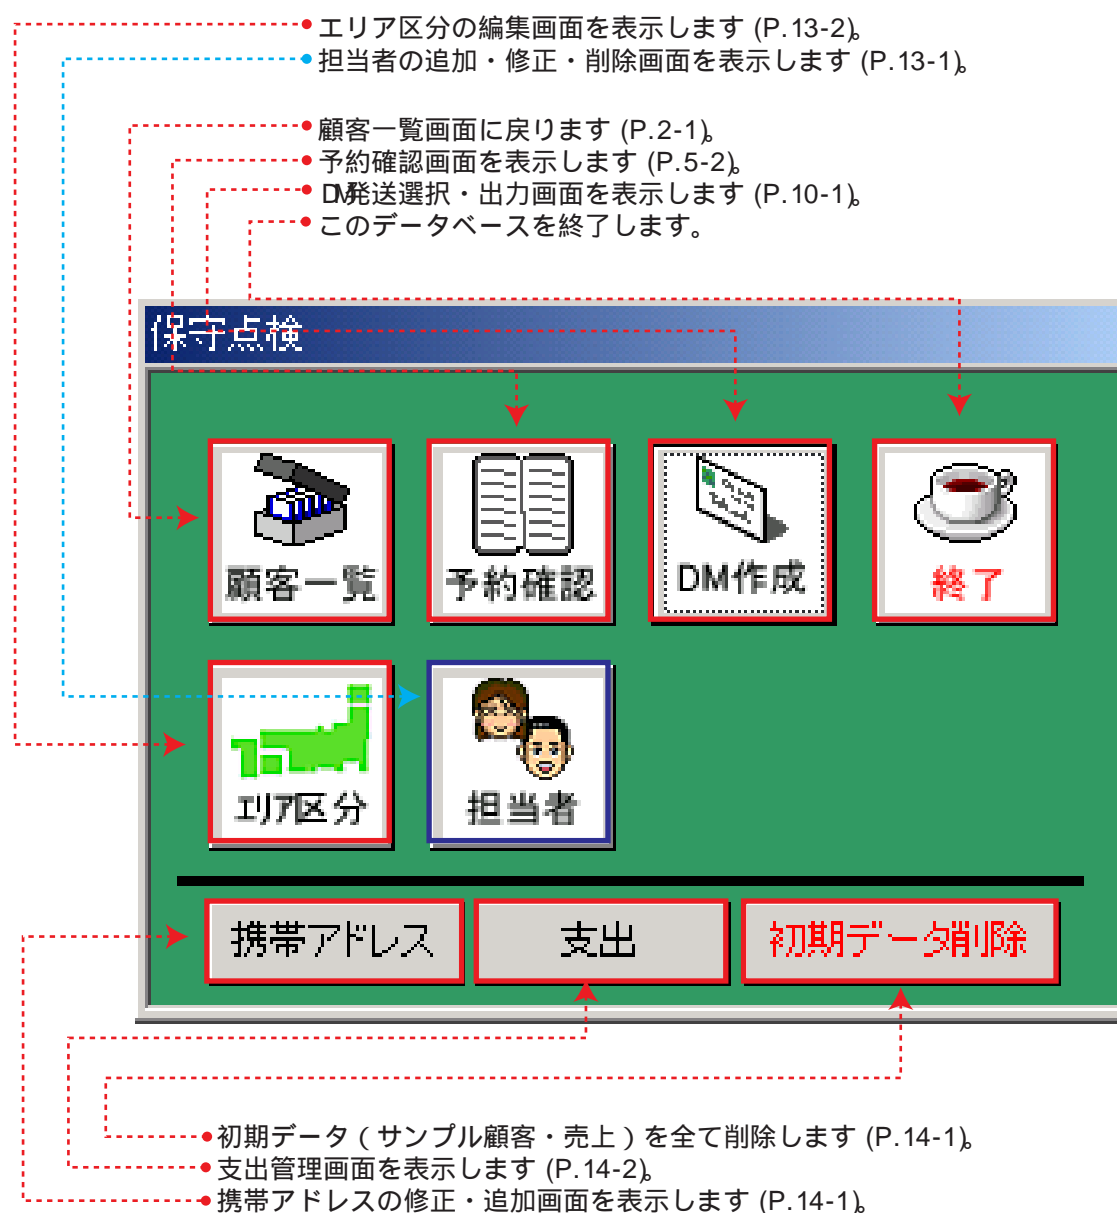 エリア区分の編集画面を表示します (P.13-2)。
担当者の追加・修正・削除画面を表示します (P.13-1)。
顧客一覧画面に戻ります (P.2-1)。
予約確認画面を表示します (P.5-2)。
DM発送選択・出力画面を表示します (P.10-1)。
このデータベースを終了します。
保守点検
顧客一覧
予約確認
DM作成
終了
エリア区分
担当者
携帯アドレス
支出
初期データ削除
初期データ（サンプル顧客・売上）を全て削除します (P.14-1)。
支出管理画面を表示します (P.14-2)。
携帯アドレスの修正・追加画面を表示します (P.14-1)。